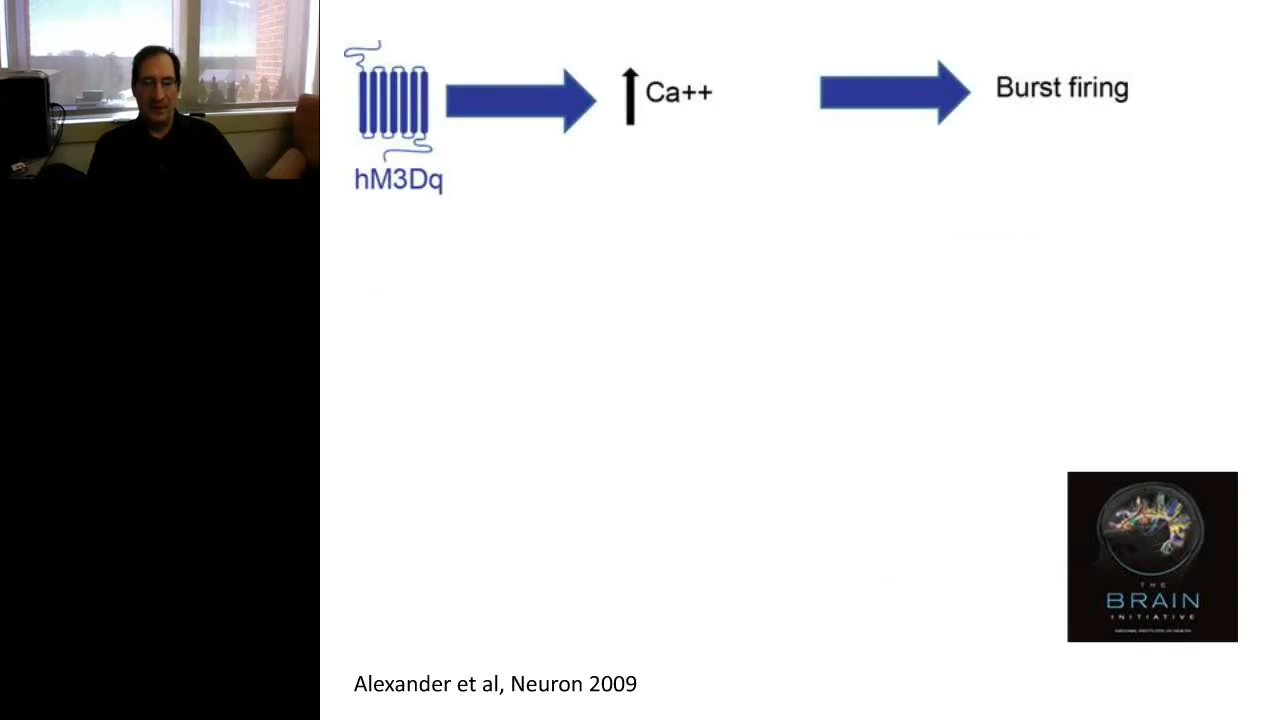 Ca++
Burst firing
hM3Dq
THE
BRAIN
INITIATIVE
Alexander et al, Neuron 2009